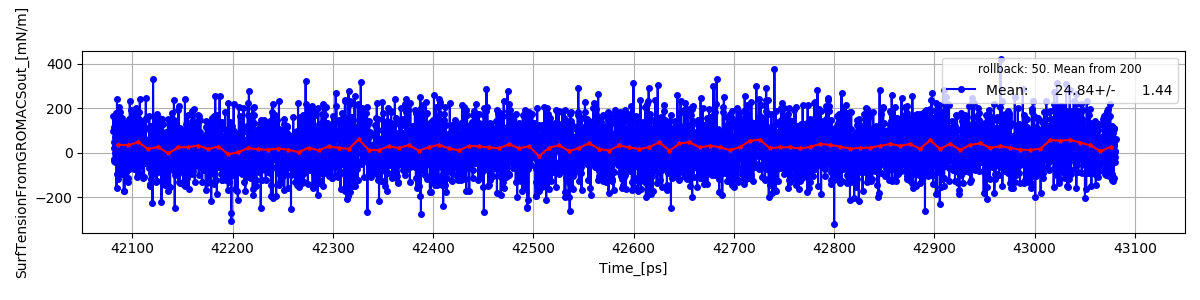 SurfTensionFromGROMACSout_[mN/m]
400
200
0
−200
rollback: 50. Mean from 200
Mean: 24.84+/- 1.44
42100 42200 42300 42400 42500 42600 42700 42800 42900 43000 43100
Time_[ps]